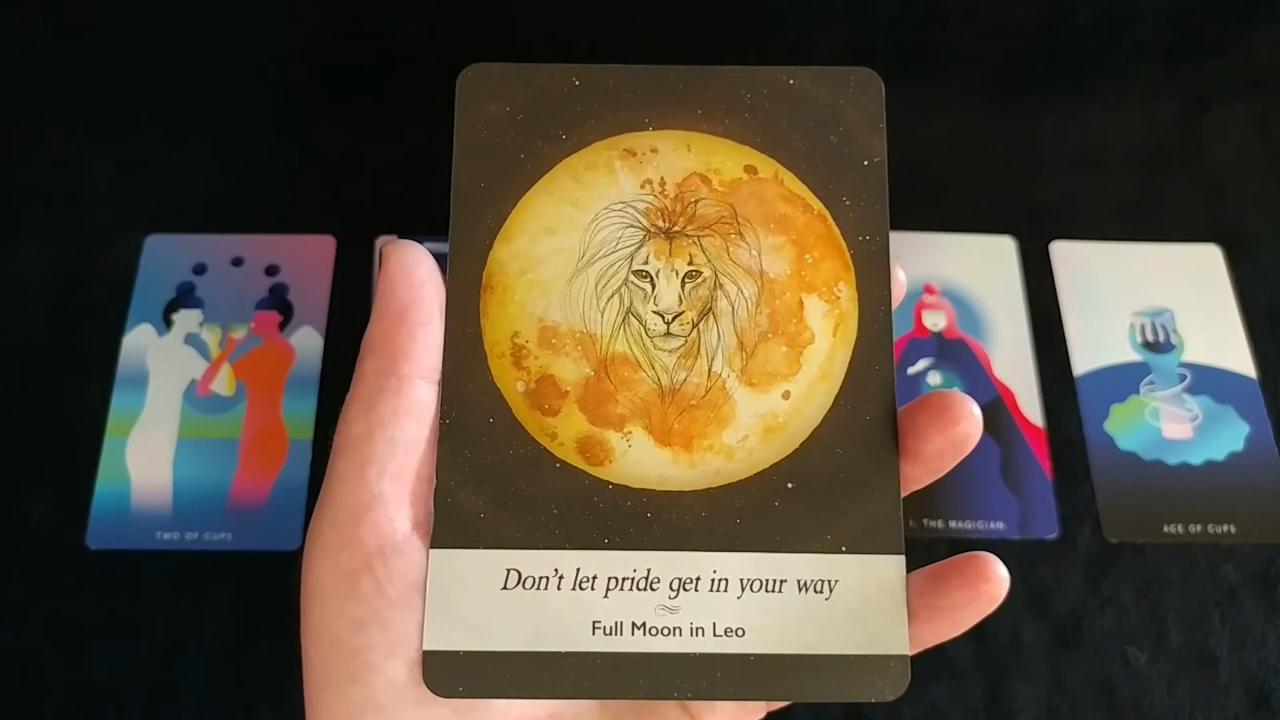 Don't let pride get in your way
Full Moon in Leo
TWO OF CUPS
I. THE MAGICIAN
ACE OF CUPS